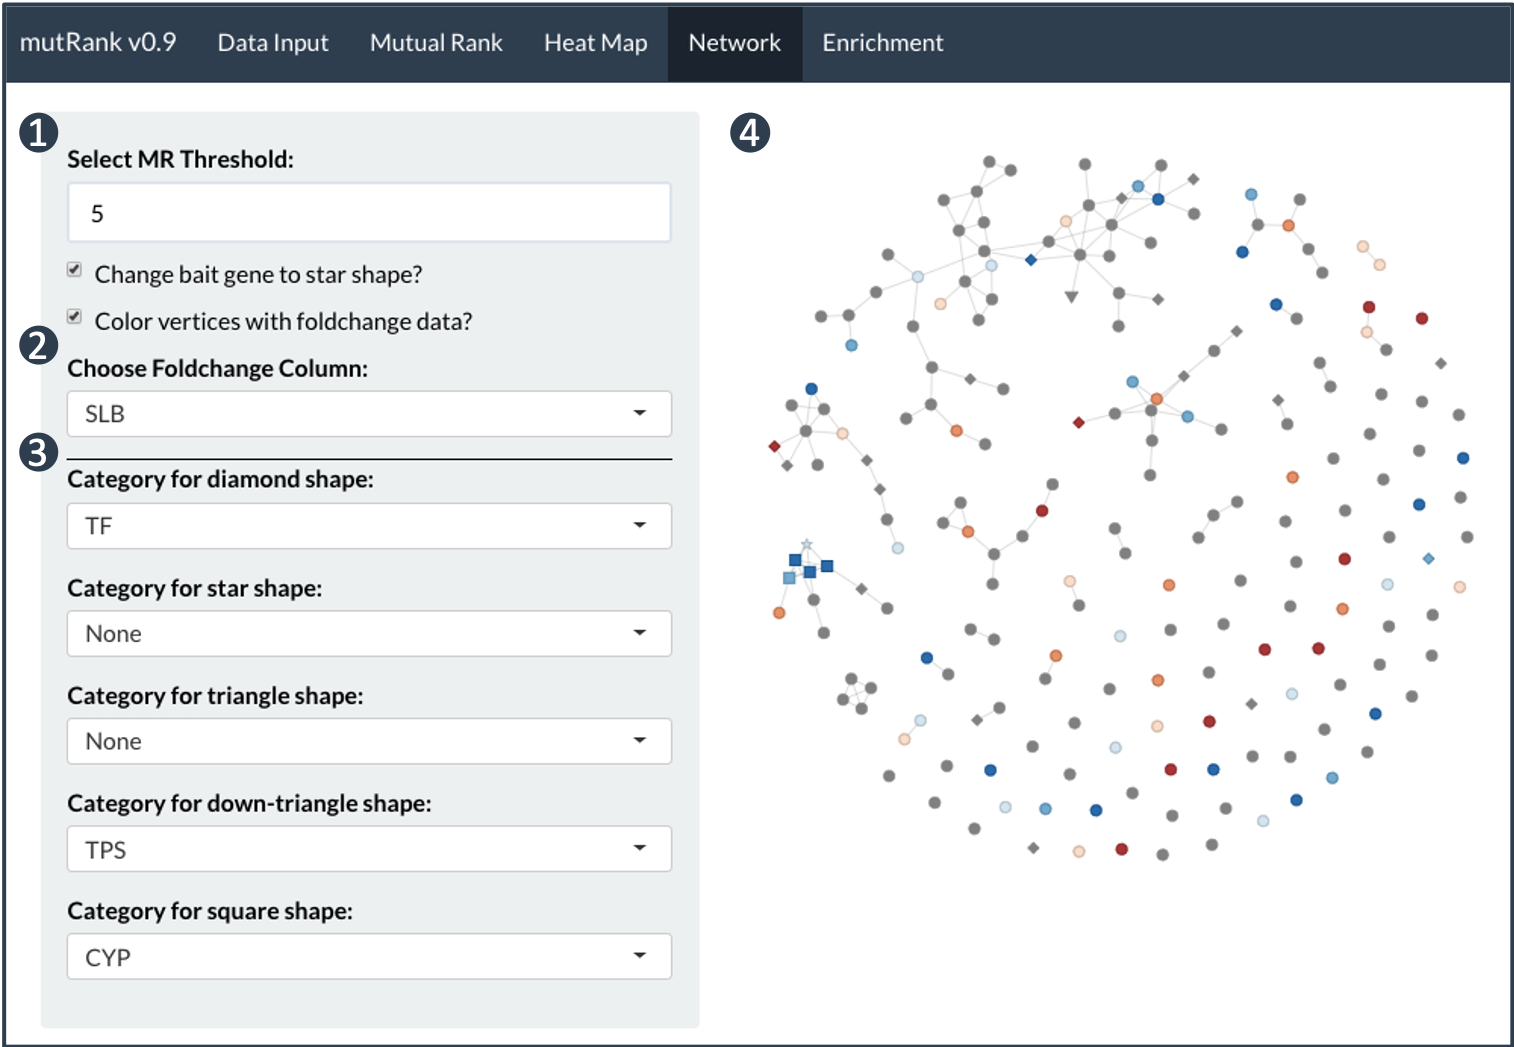 mutRank v0.9 Data Input Mutual Rank Heat Map Network Enrichment
1
Select MR Threshold:
5
Change bait gene to star shape?
Color vertices with foldchange data?
2
Choose Foldchange Column:
SLB
3
Category for diamond shape:
TF
Category for star shape:
None
Category for triangle shape:
None
Category for down-triangle shape:
TPS
Category for square shape:
CYP
4